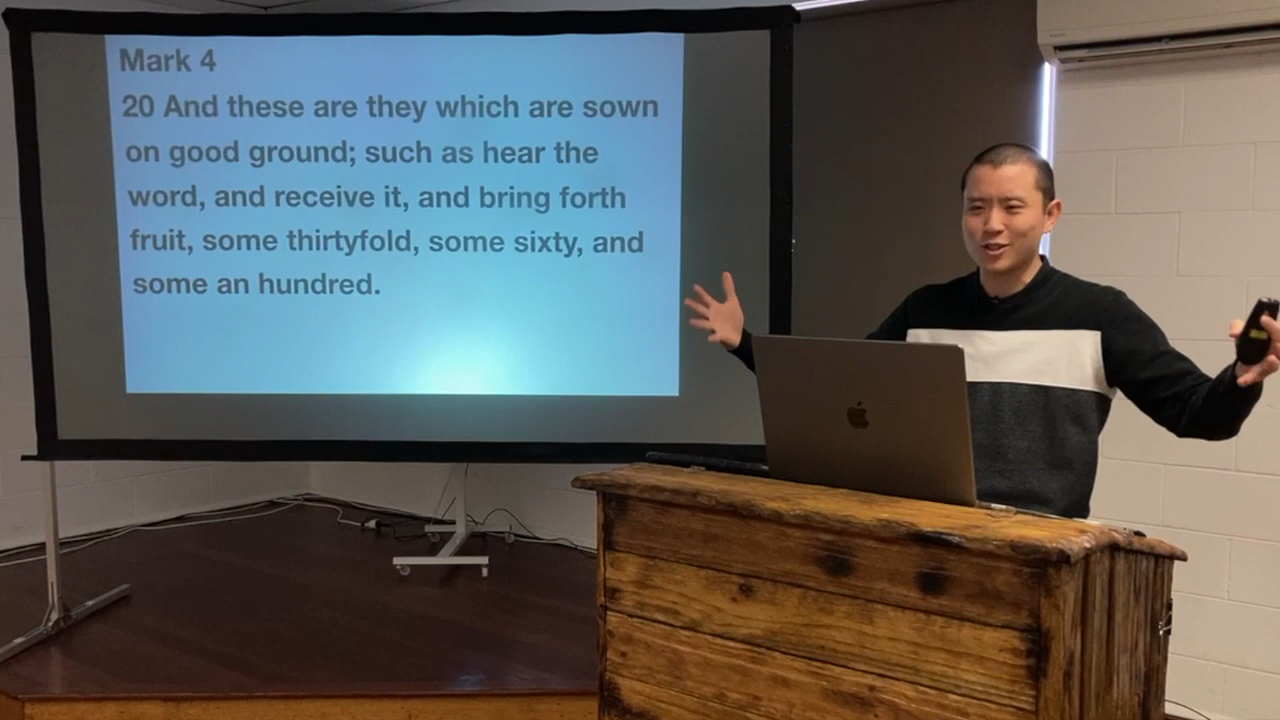 Mark 4
20 And these are they which are sown
on good ground; such as hear the
word, and receive it, and bring forth
fruit, some thirtyfold, some sixty, and
some an hundred.